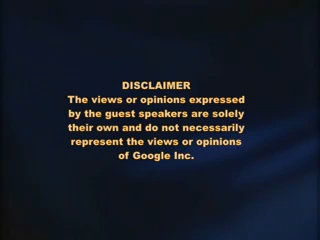 DISCLAIMER
The views or opinions expressed
by the guest speakers are solely
their own and do not necessarily
represent the views or opinions
of Google Inc.